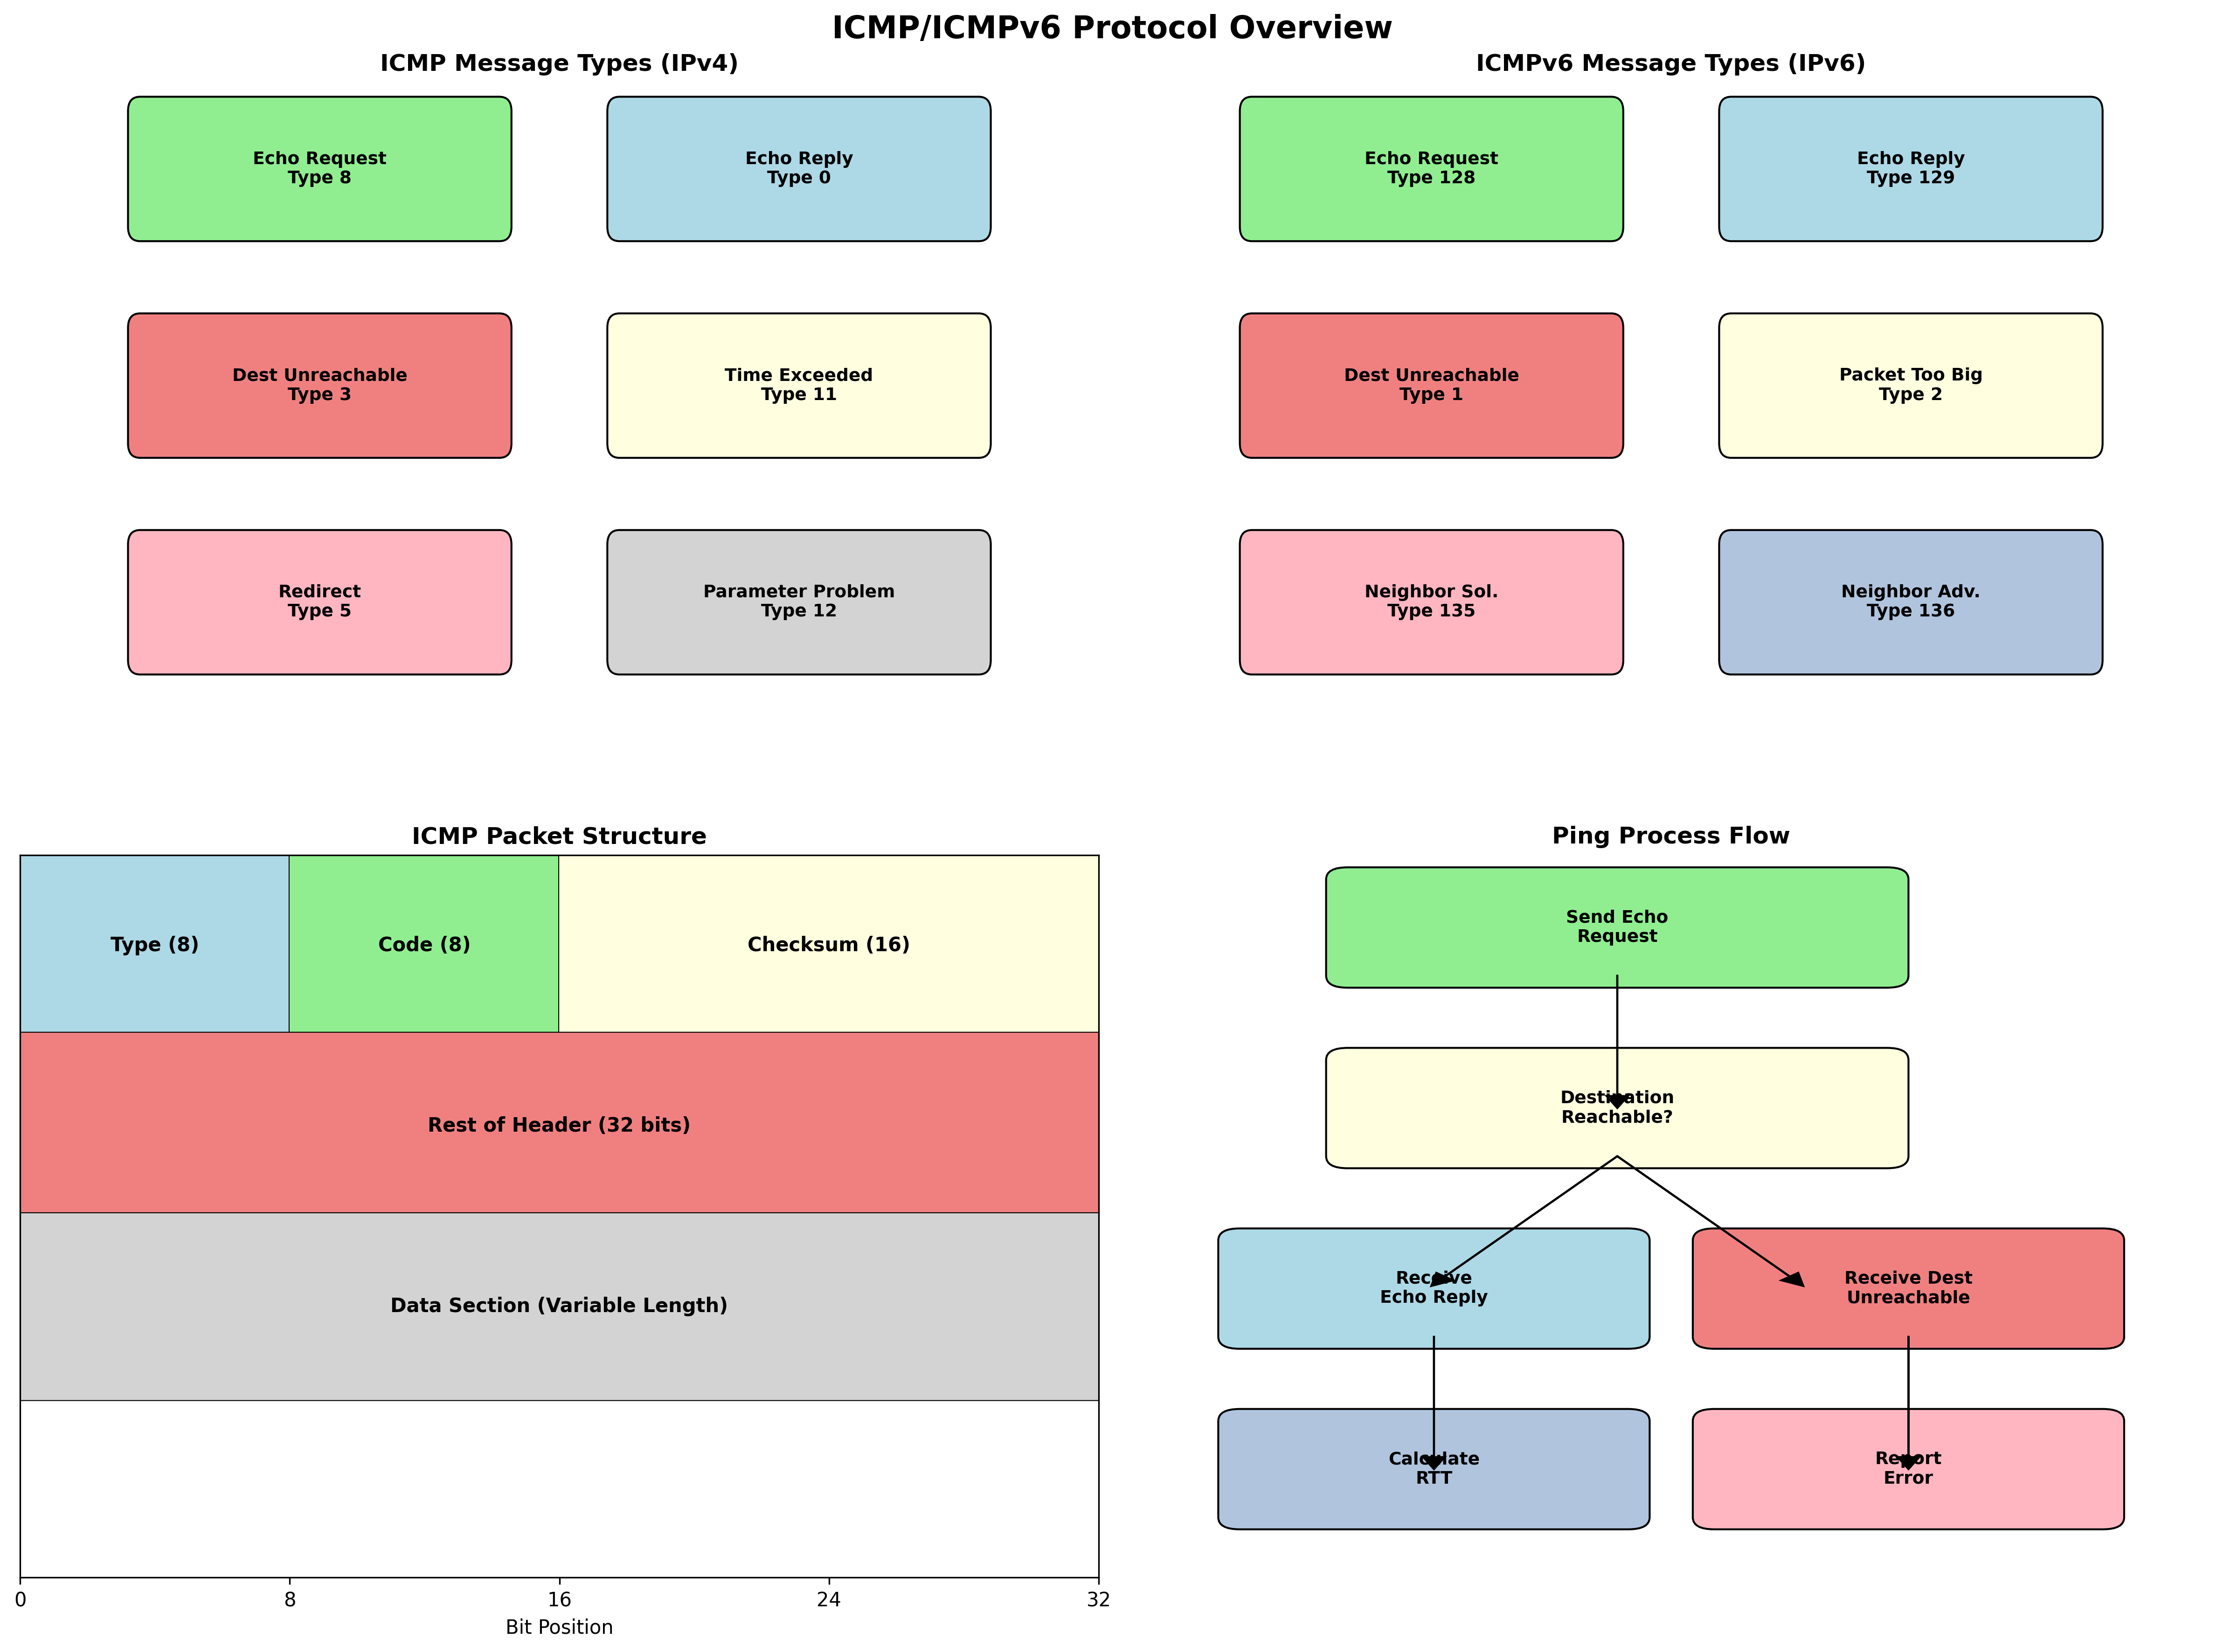 ICMP/ICMPv6 Protocol Overview
ICMP Message Types (IPv4)
Echo Request
Type 8
Echo Reply
Type 0
Dest Unreachable
Type 3
Time Exceeded
Type 11
Redirect
Type 5
Parameter Problem
Type 12
ICMPv6 Message Types (IPv6)
Echo Request
Type 128
Echo Reply
Type 129
Dest Unreachable
Type 1
Packet Too Big
Type 2
Neighbor Sol.
Type 135
Neighbor Adv.
Type 136
ICMP Packet Structure
Type (8)
Code (8)
Checksum (16)
Rest of Header (32 bits)
Data Section (Variable Length)
0
8
16
24
32
Bit Position
Ping Process Flow
Send Echo
Request
Destination
Reachable?
Receive
Echo Reply
Receive Dest
Unreachable
Calculate
RTT
Report
Error